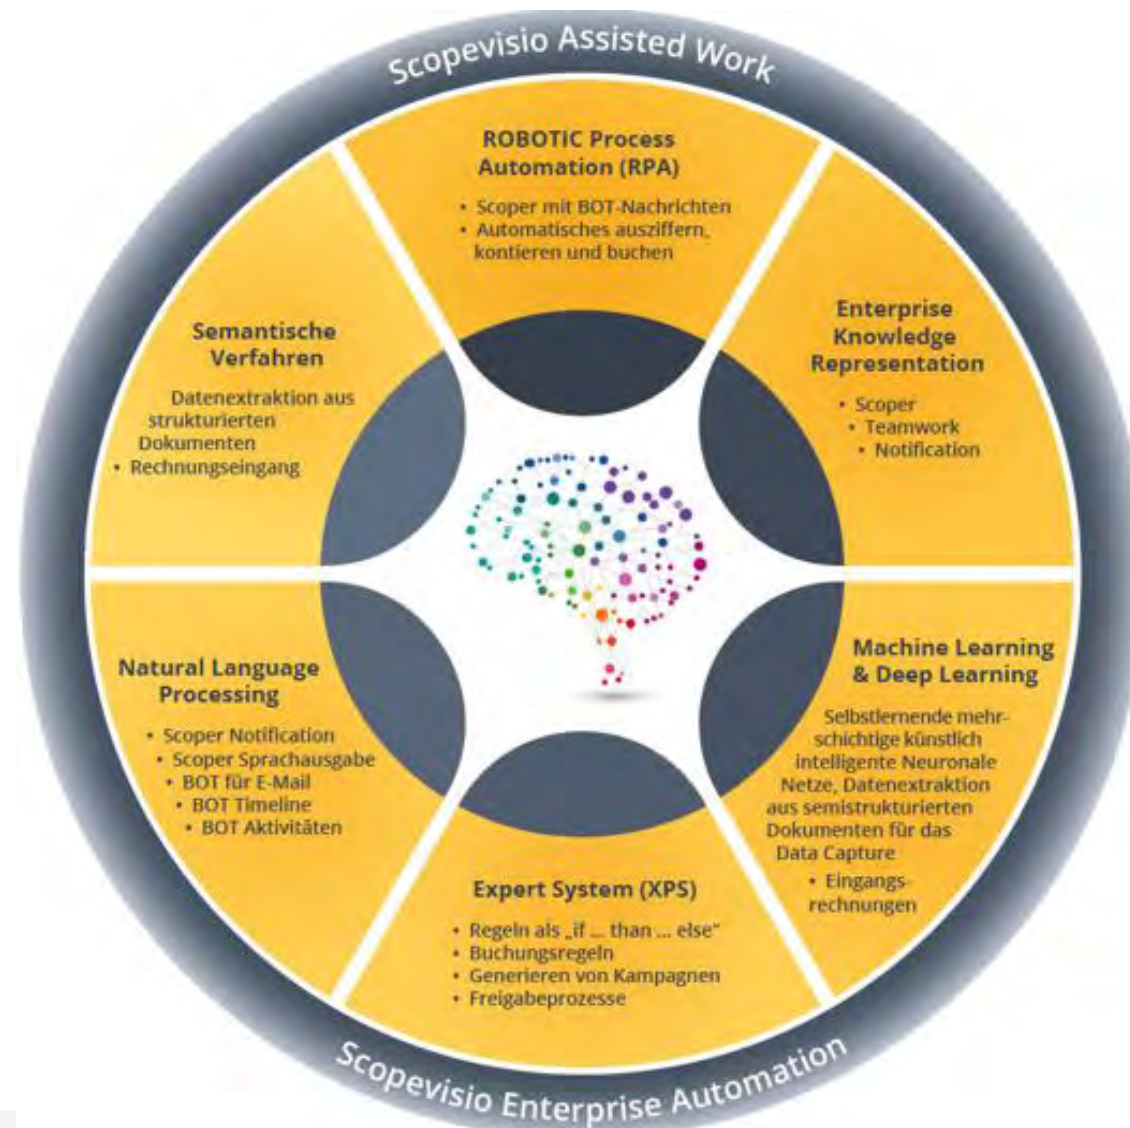 Scopevisio Assisted Work
ROBOTIC Process
Automation (RPA)
• Scoper mit BOT-Nachrichten
• Automatisches ausziffern,
kontieren und buchen
Enterprise
Knowledge
Representation
• Scoper
• Teamwork
• Notification
Machine Learning
& Deep Learning
Selbstlernende mehr-
schichtige künstlich
intelligente Neuronale
Netze, Datenextraktion
aus semistrukturierten
Dokumenten für das
Data Capture
• Eingangs-
rechnungen
Expert System (XPS)
• Regeln als „if ... than ... else“
• Buchungsregeln
• Generieren von Kampagnen
• Freigabeprozesse
Natural Language
Processing
• Scoper Notification
• Scoper Sprachausgabe
• BOT für E-Mail
• BOT Timeline
• BOT Aktivitäten
Semantische
Verfahren
Datenextraktion aus
strukturierten
Dokumenten
• Rechnungseingang
Scopevisio Enterprise Automation